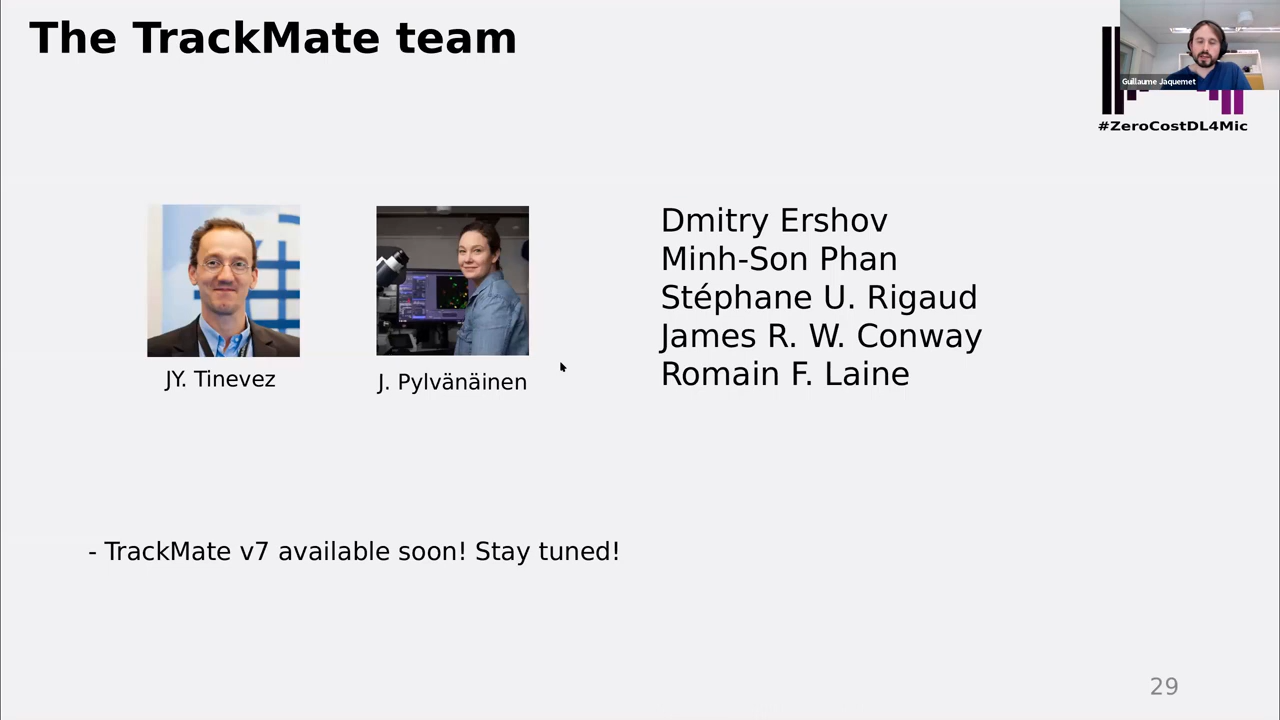 The TrackMate team
Guillaume Jaquemet
#ZeroCostDL4Mic
Dmitry Ershov
Minh-Son Phan
Stéphane U. Rigaud
James R. W. Conway
Romain F. Laine
JY. Tinevez
J. Pylvänäinen
- TrackMate v7 available soon! Stay tuned!
29